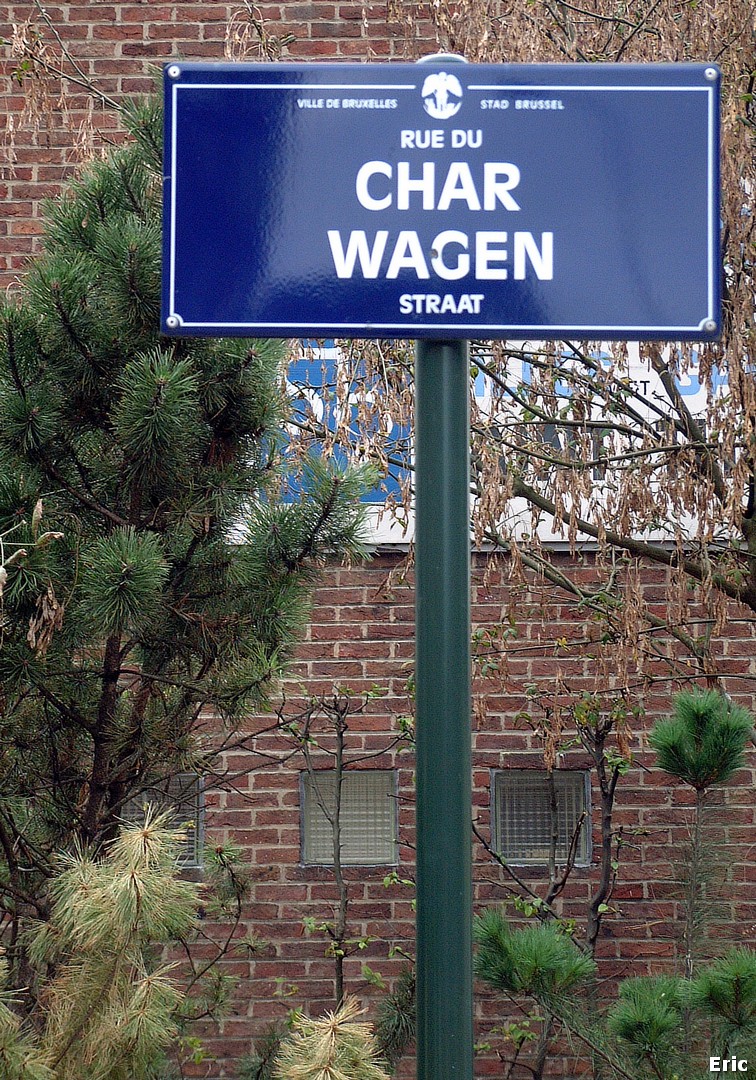 VILLE DE BRUXELLES STAD BRUSSEL
RUE DU
CHAR
WAGEN
STRAAT
Eric